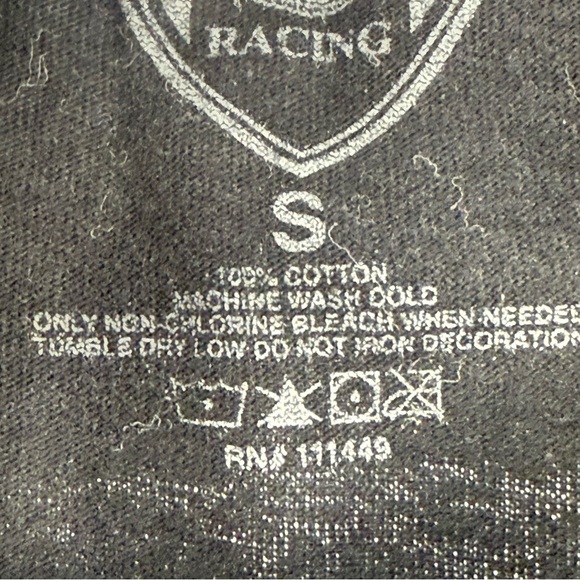 RACING
S
100% COTTON
MACHINE WASH COLD
ONLY NON-CHLORINE BLEACH WHEN NEEDED
TUMBLE DRY LOW DO NOT IRON DECORATION
RN# 111449